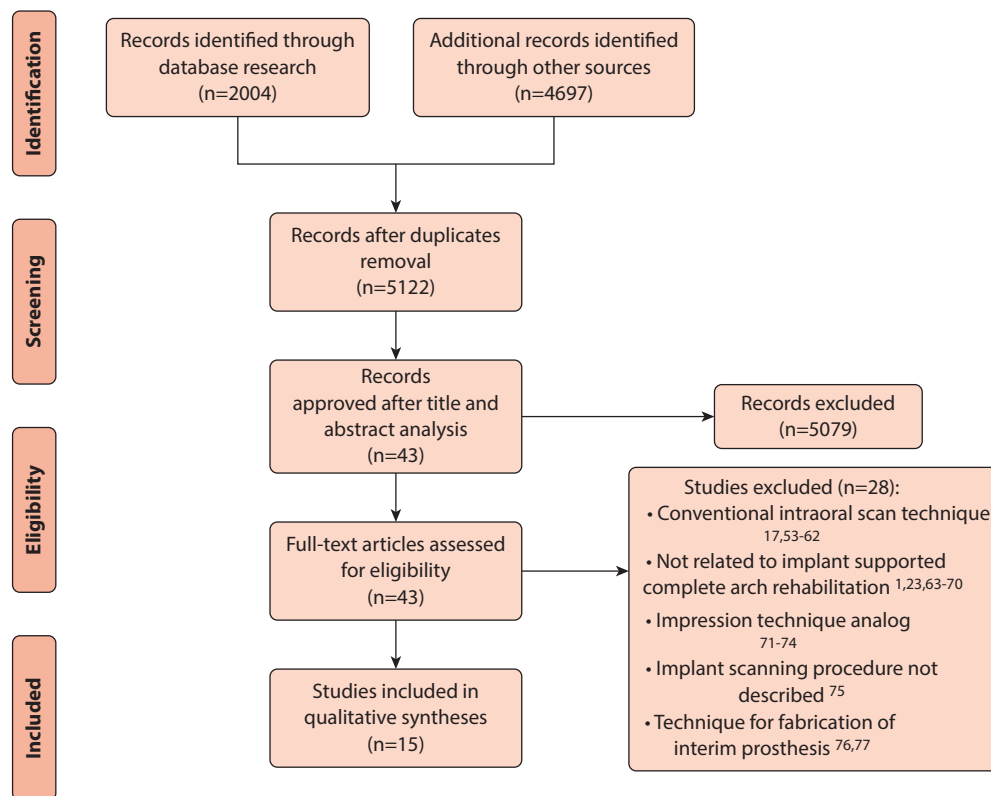 Identification
Records identified through
database research
(n=2004)
Additional records identified
through other sources
(n=4697)
Screening
Records after duplicates
removal
(n=5122)
Records
approved after title and
abstract analysis
(n=43)
Records excluded
(n=5079)
Eligibility
Full-text articles assessed
for eligibility
(n=43)
Studies excluded (n=28):
• Conventional intraoral scan technique
17,53-62
• Not related to implant supported
complete arch rehabilitation 1,23,63-70
• Impression technique analog
71-74
• Implant scanning procedure not
described 75
• Technique for fabrication of
interim prosthesis 76,77
Included
Studies included in
qualitative syntheses
(n=15)